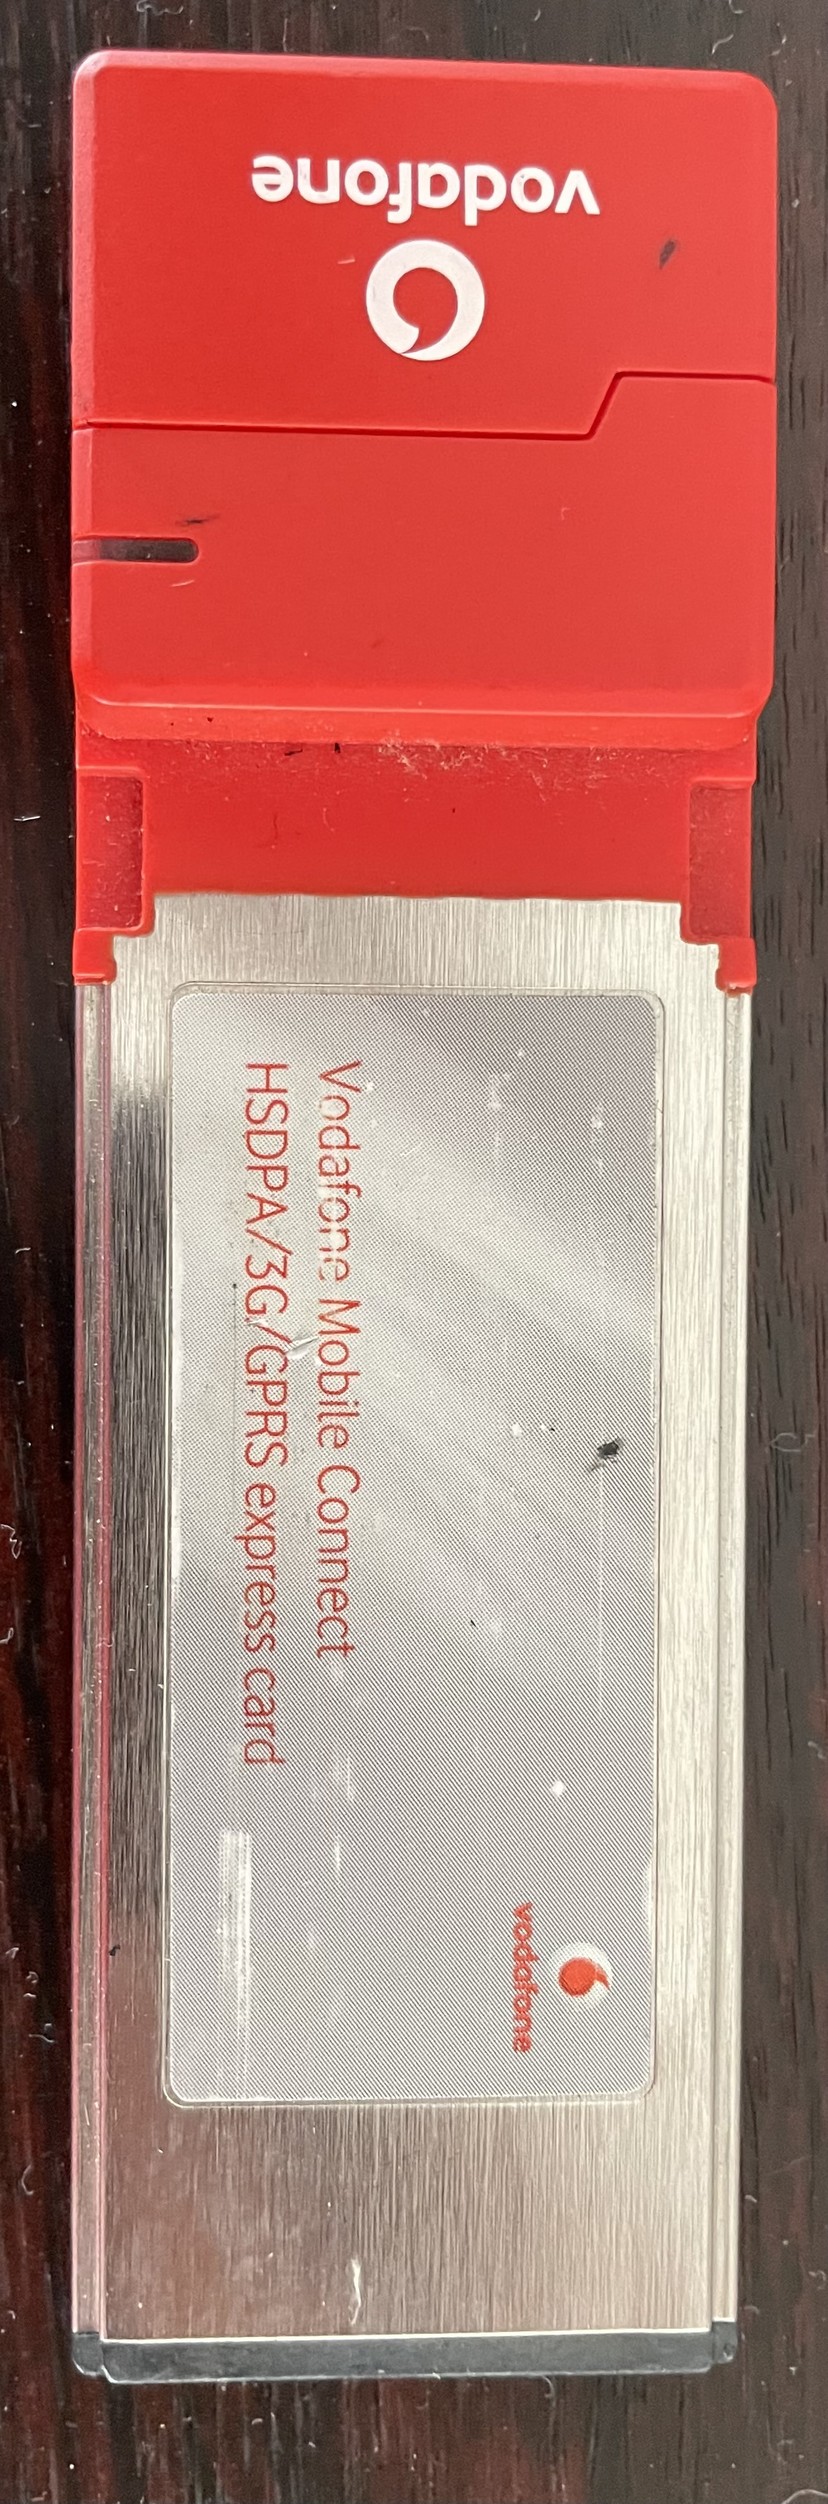 vodafone
Vodafone Mobile Connect
HSDPA/3G/GPRS express card
vodafone